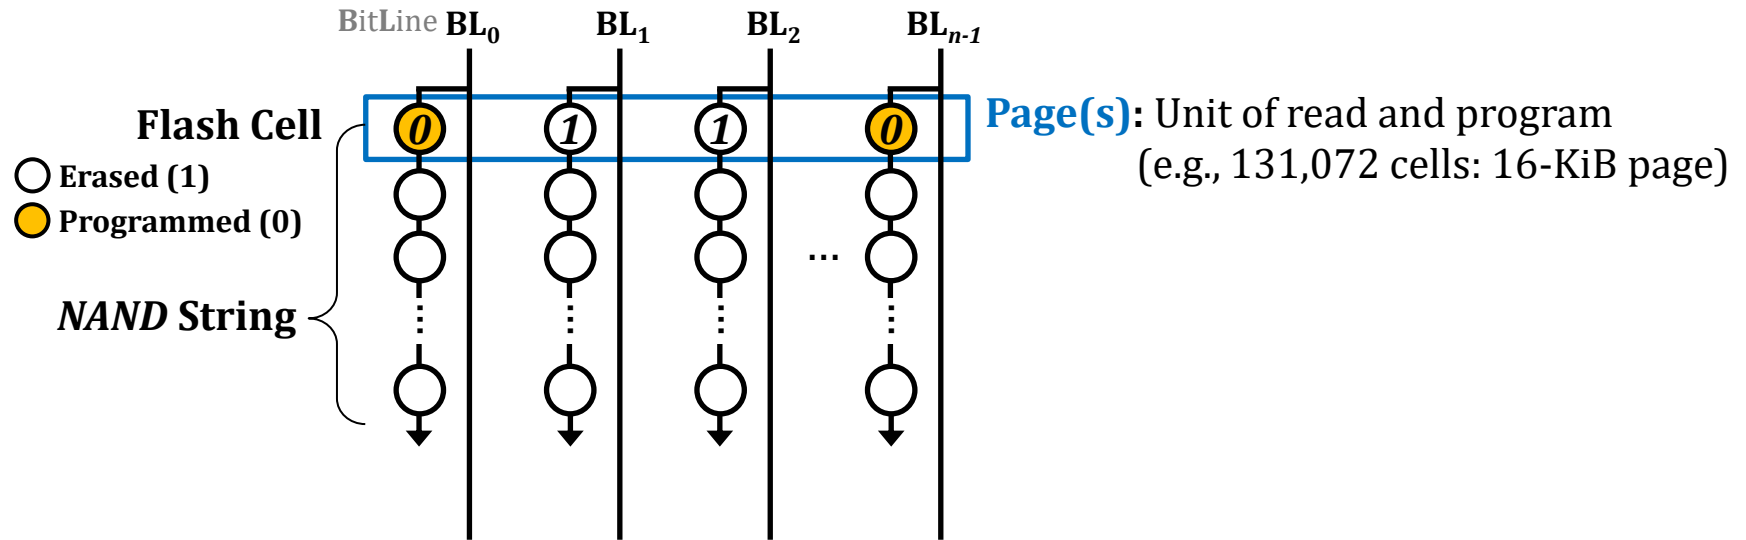 BitLine BL0 BL1 BL2 BLn-1
Flash Cell 0 1 1 0 Page(s): Unit of read and program
(e.g., 131,072 cells: 16-KiB page)
Erased (1)
Programmed (0)
...
NAND String